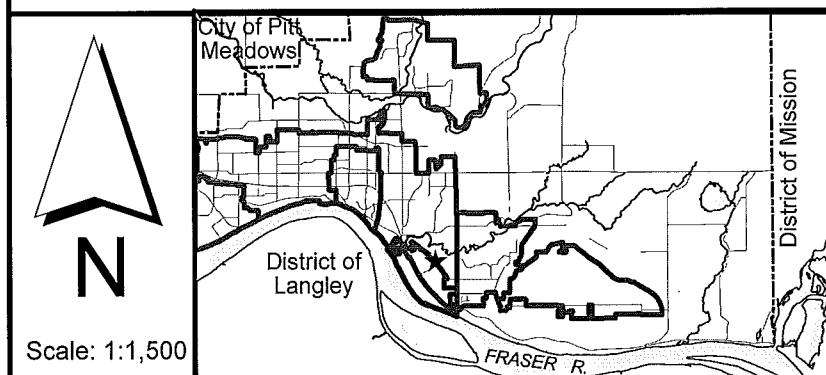 City of Pitt
Meadows
District of Mission
District of
Langley
N
Scale: 1:1,500
FRASER R.